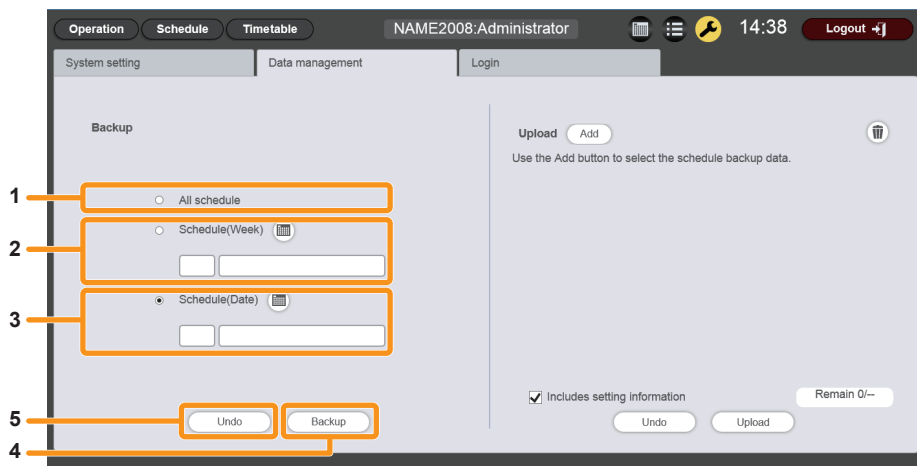 Operation Schedule Timetable NAME2008:Administrator 14:38 Logout
System setting Data management Login
Backup
1 All schedule
2 Schedule(Week)
3 Schedule(Date)
5 Undo Backup
4
Upload Add
Use the Add button to select the schedule backup data.
Includes setting information Remain 0/--
Undo Upload